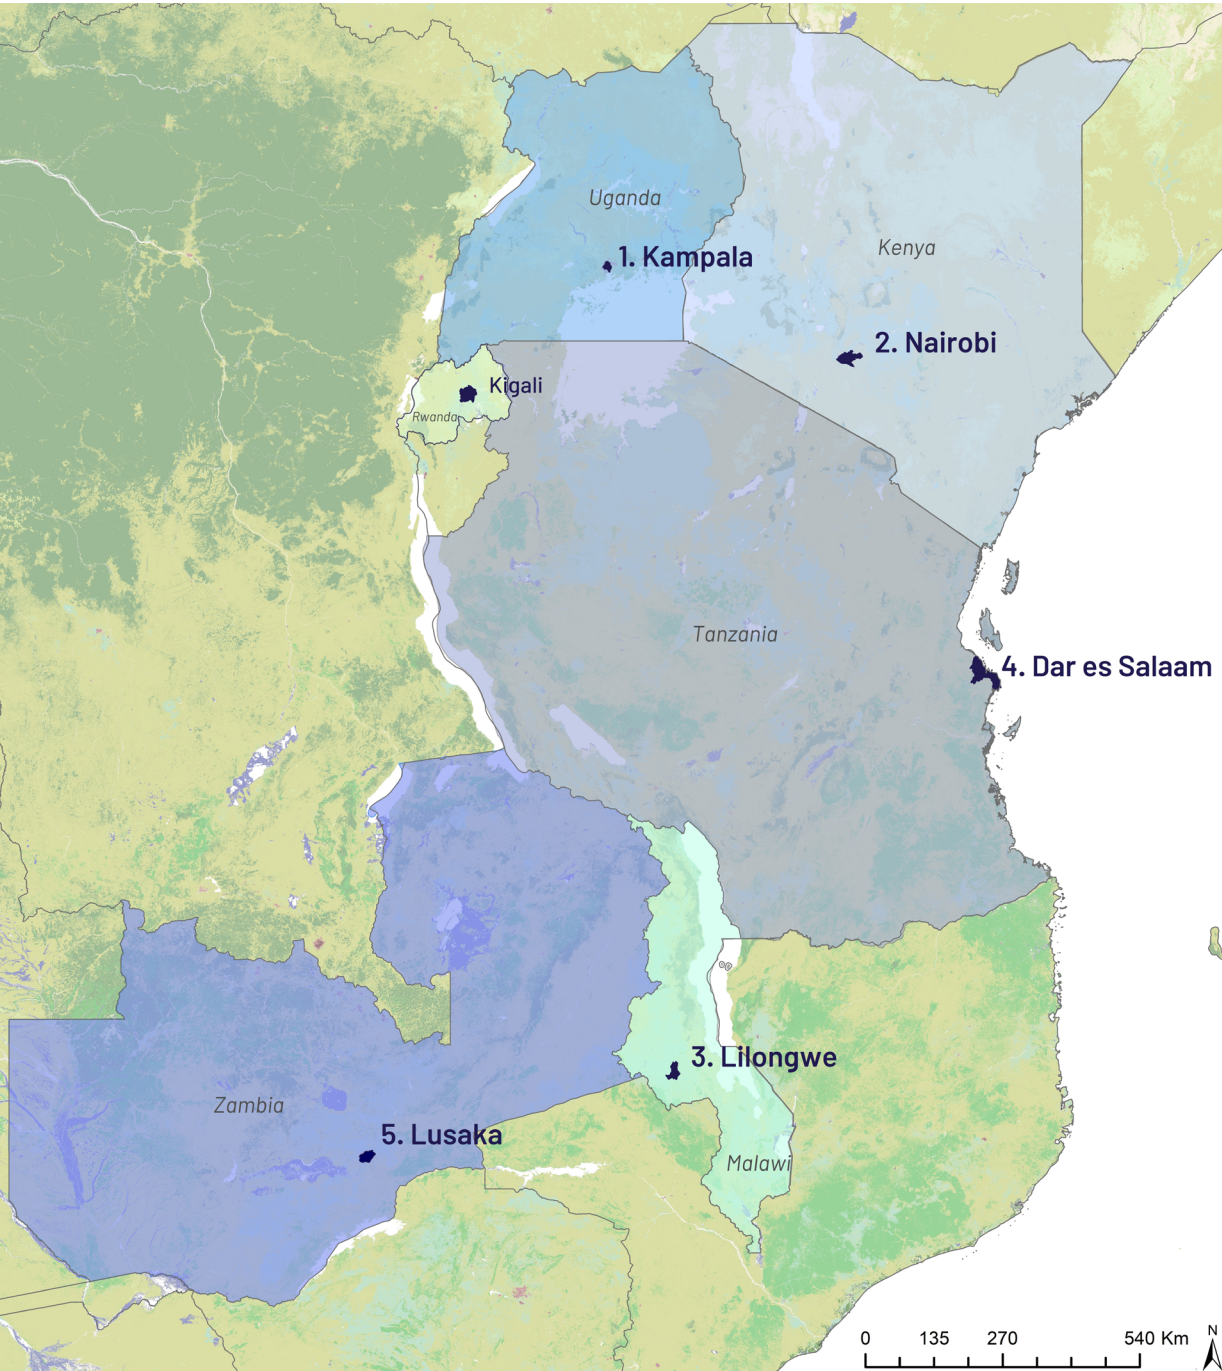 Uganda
1. Kampala
Kenya
2. Nairobi
Kigali
Rwanda
Tanzania
4. Dar es Salaam
3. Lilongwe
Zambia
5. Lusaka
Malawi
0 135 270 540 Km
N